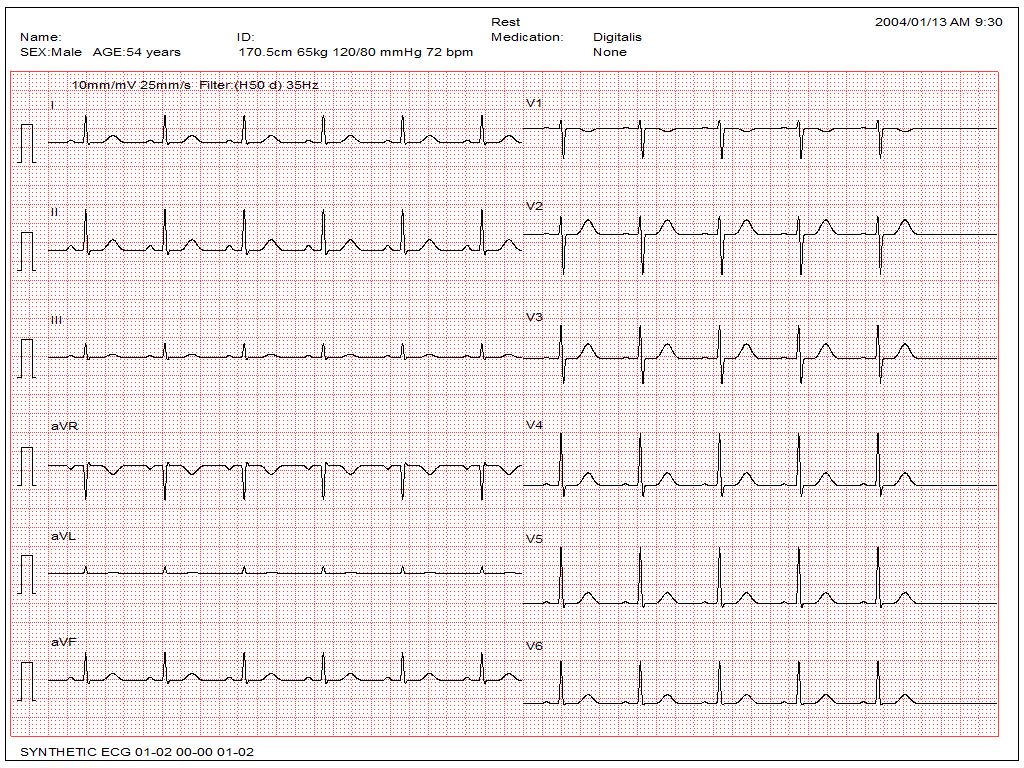 Rest 2004/01/13 AM 9:30
Name: ID: Medication: Digitalis
SEX:Male AGE:54 years 170.5cm 65kg 120/80 mmHg 72 bpm None
10mm/mV 25mm/s Filter:(H50 d) 35Hz
I V1
II V2
III V3
aVR V4
aVL V5
aVF V6
SYNTHETIC ECG 01-02 00-00 01-02